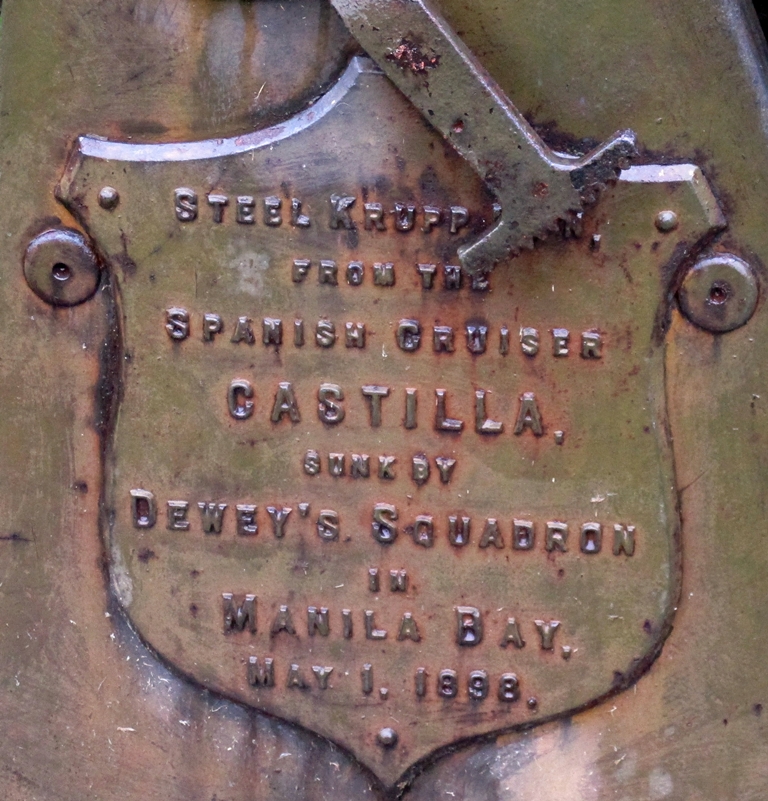 STEEL KRUPP
FROM THE
SPANISH CRUISER
CASTILLA,
SUNK BY
DEWEY'S SQUADRON
IN
MANILA BAY,
MAY 1, 1898.